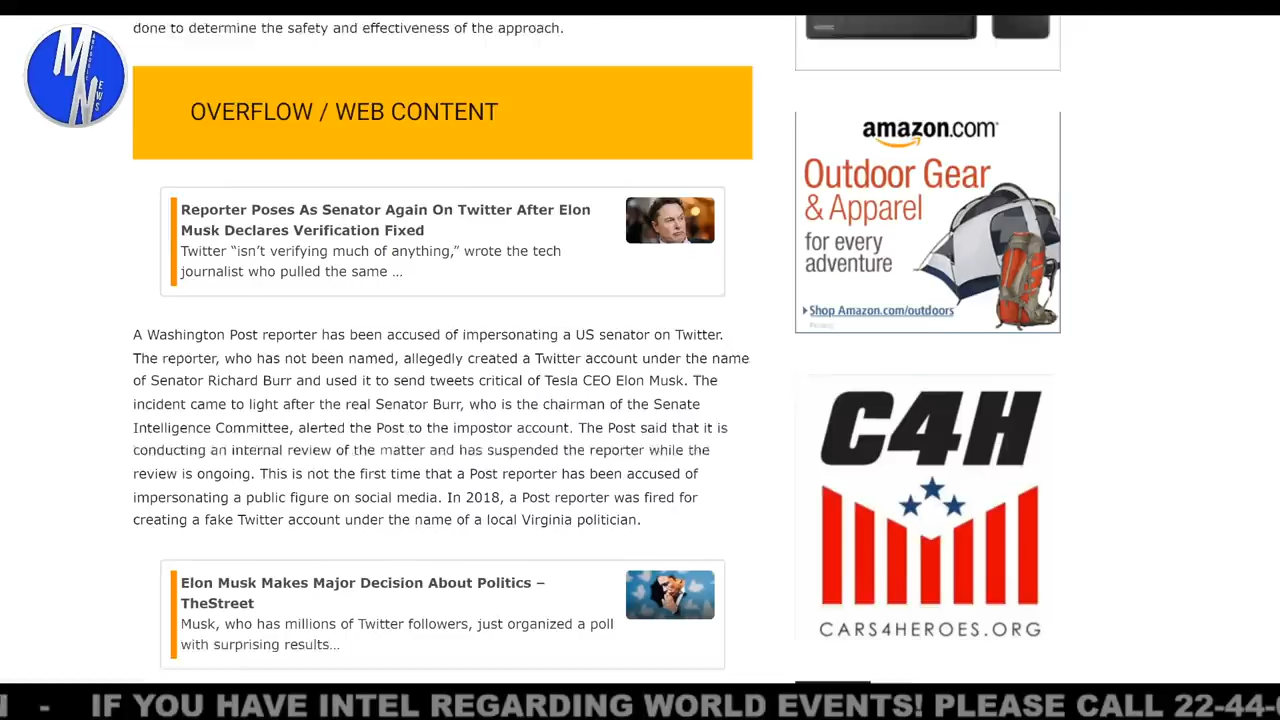 done to determine the safety and effectiveness of the approach.
MN
EWS
OVERFLOW / WEB CONTENT
Reporter Poses As Senator Again On Twitter After Elon
Musk Declares Verification Fixed
Twitter “isn’t verifying much of anything,” wrote the tech
journalist who pulled the same …
A Washington Post reporter has been accused of impersonating a US senator on Twitter.
The reporter, who has not been named, allegedly created a Twitter account under the name
of Senator Richard Burr and used it to send tweets critical of Tesla CEO Elon Musk. The
incident came to light after the real Senator Burr, who is the chairman of the Senate
Intelligence Committee, alerted the Post to the impostor account. The Post said that it is
conducting an internal review of the matter and has suspended the reporter while the
review is ongoing. This is not the first time that a Post reporter has been accused of
impersonating a public figure on social media. In 2018, a Post reporter was fired for
creating a fake Twitter account under the name of a local Virginia politician.
Elon Musk Makes Major Decision About Politics –
TheStreet
Musk, who has millions of Twitter followers, just organized a poll
with surprising results…
amazon.com
Outdoor Gear
& Apparel
for every
adventure
Shop Amazon.com/outdoors
Privacy
C4H
CARS4HEROES.ORG
N - IF YOU HAVE INTEL REGARDING WORLD EVENTS! PLEASE CALL 22-44-